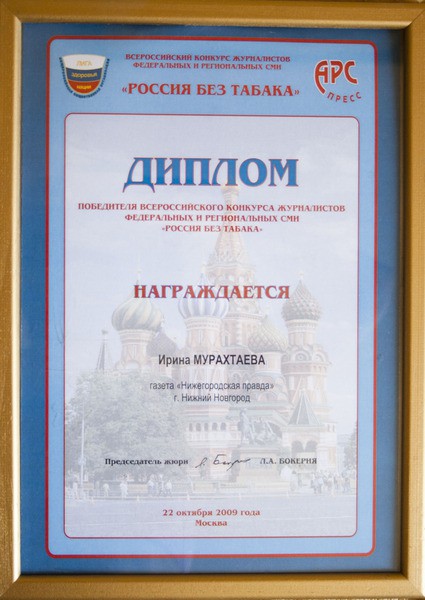 ЛИГА
ЗДОРОВЬЯ
НАЦИИ
ВСЕРОССИЙСКИЙ КОНКУРС ЖУРНАЛИСТОВ
ФЕДЕРАЛЬНЫХ И РЕГИОНАЛЬНЫХ СМИ
«РОССИЯ БЕЗ ТАБАКА»
АРС
ПРЕСС
ДИПЛОМ
ПОБЕДИТЕЛЯ ВСЕРОССИЙСКОГО КОНКУРСА ЖУРНАЛИСТОВ
ФЕДЕРАЛЬНЫХ И РЕГИОНАЛЬНЫХ СМИ
«РОССИЯ БЕЗ ТАБАКА»
НАГРАЖДАЕТСЯ
Ирина МУРАХТАЕВА
газета «Нижегородская правда»
г. Нижний Новгород
Председатель жюри Л.А. БОКЕРИЯ
22 октября 2009 года
Москва